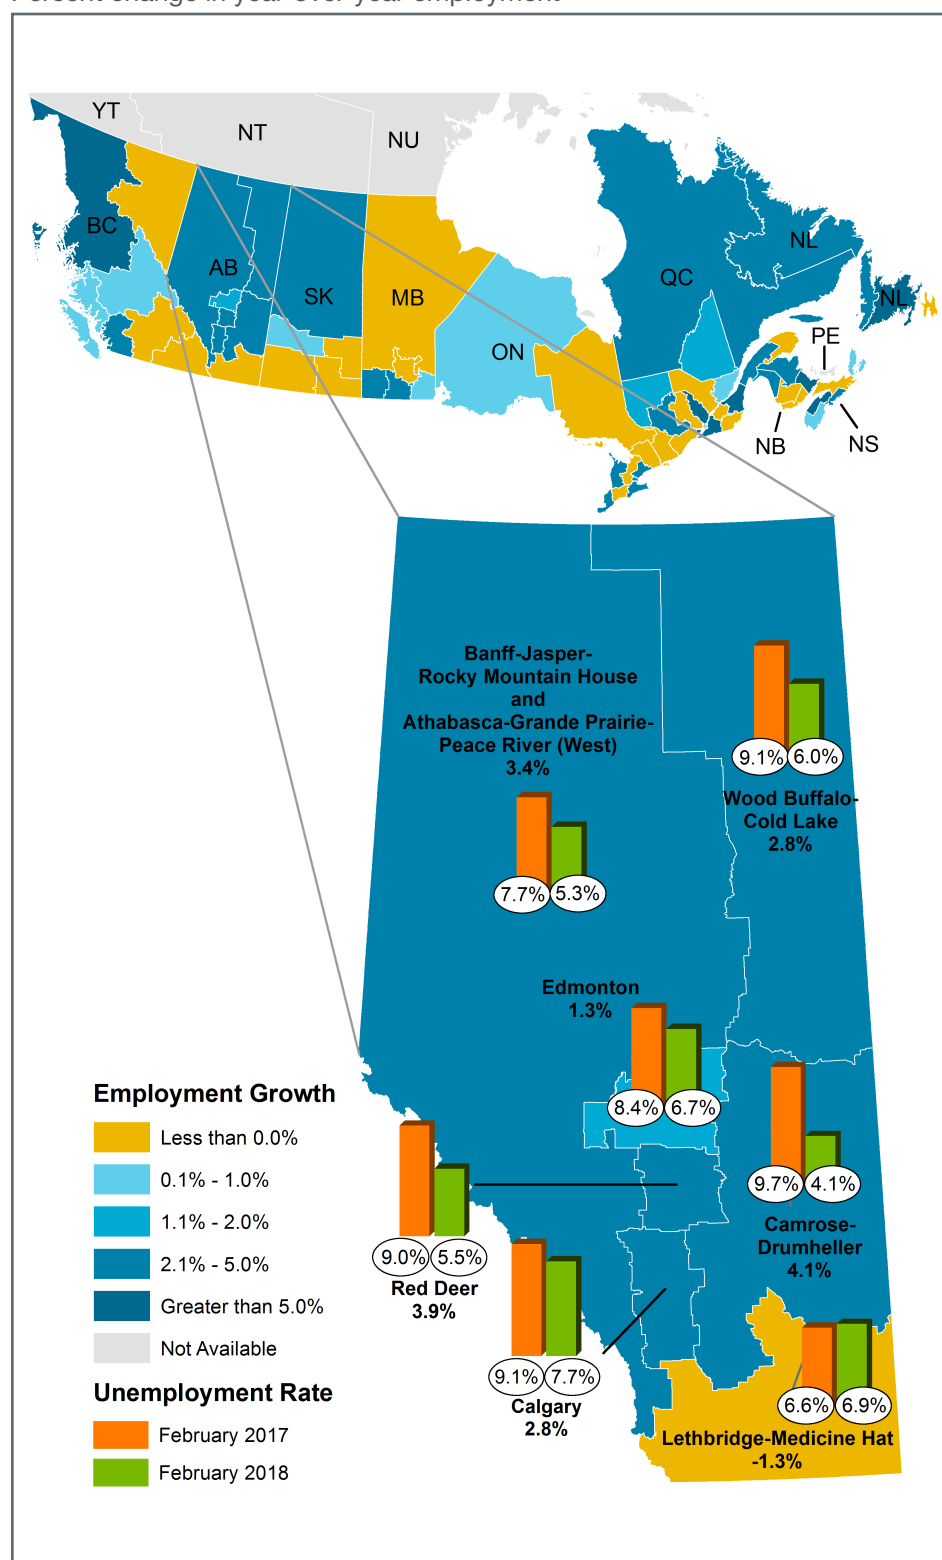 Percent change in year over year employment
YT
NT
NU
BC
AB
SK
MB
ON
QC
NL
NL
PE
NB
NS
Banff-Jasper-
Rocky Mountain House
and
Athabasca-Grande Prairie-
Peace River (West)
3.4%
7.7%
5.3%
9.1%
6.0%
Wood Buffalo-
Cold Lake
2.8%
Edmonton
1.3%
8.4%
6.7%
9.7%
4.1%
Camrose-
Drumheller
4.1%
9.0%
5.5%
Red Deer
3.9%
9.1%
7.7%
Calgary
2.8%
6.6%
6.9%
Lethbridge-Medicine Hat
-1.3%
Employment Growth
Less than 0.0%
0.1% - 1.0%
1.1% - 2.0%
2.1% - 5.0%
Greater than 5.0%
Not Available
Unemployment Rate
February 2017
February 2018